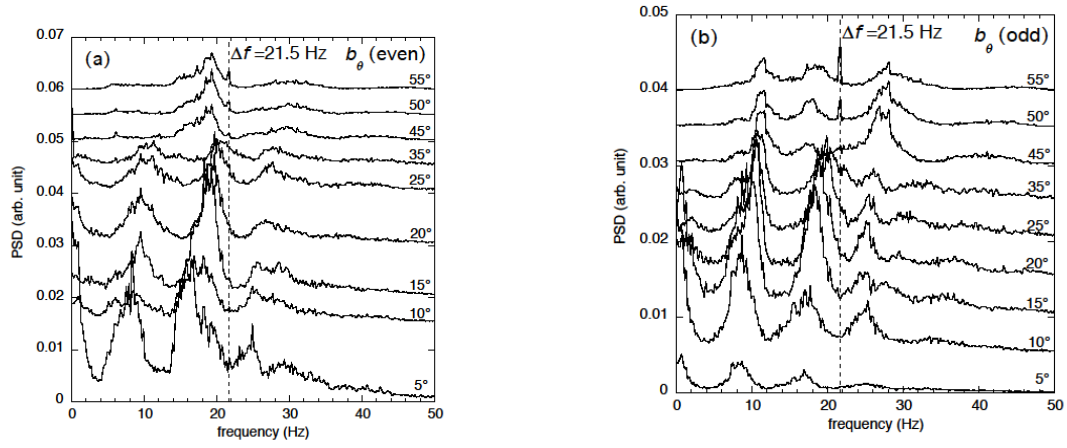 (a)
Δf=21.5 Hz
bθ (even)
0.07
0.06
0.05
0.04
0.03
0.02
0.01
0
PSD (arb. unit)
55°
50°
45°
35°
25°
20°
15°
10°
5°
0 10 20 30 40 50
frequency (Hz)
(b)
Δf=21.5 Hz
bθ (odd)
0.05
0.04
0.03
0.02
0.01
0
PSD (arb. unit)
55°
50°
45°
35°
25°
20°
15°
10°
5°
0 10 20 30 40 50
frequency (Hz)